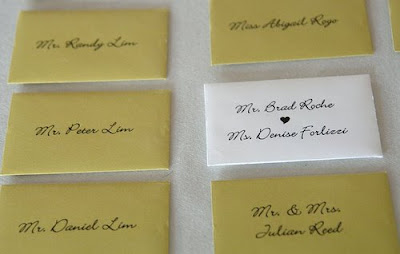 Mr. Randy Lim
Miss Abigail Rogo
Mr. Peter Lim
Mr. Brad Roche
Ms. Denise Forlizzi
Mr. Daniel Lim
Mr. & Mrs.
Julian Reed